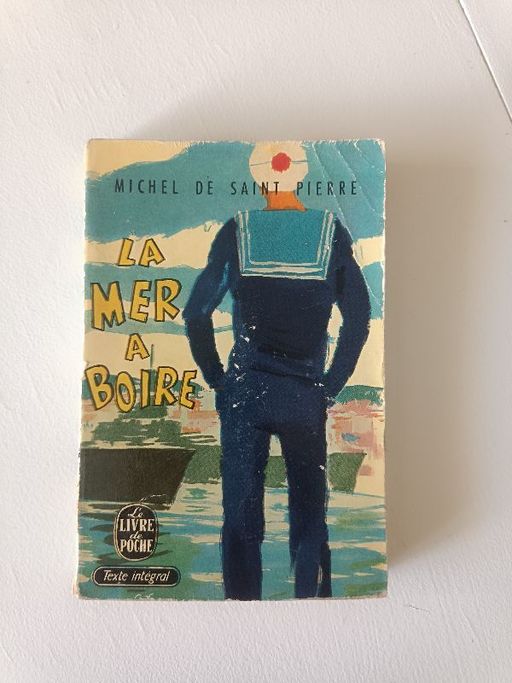 MICHEL DE SAINT PIERRE
LA
MER
A
BOIRE
Le
LIVRE
de
POCHE
Texte intégral